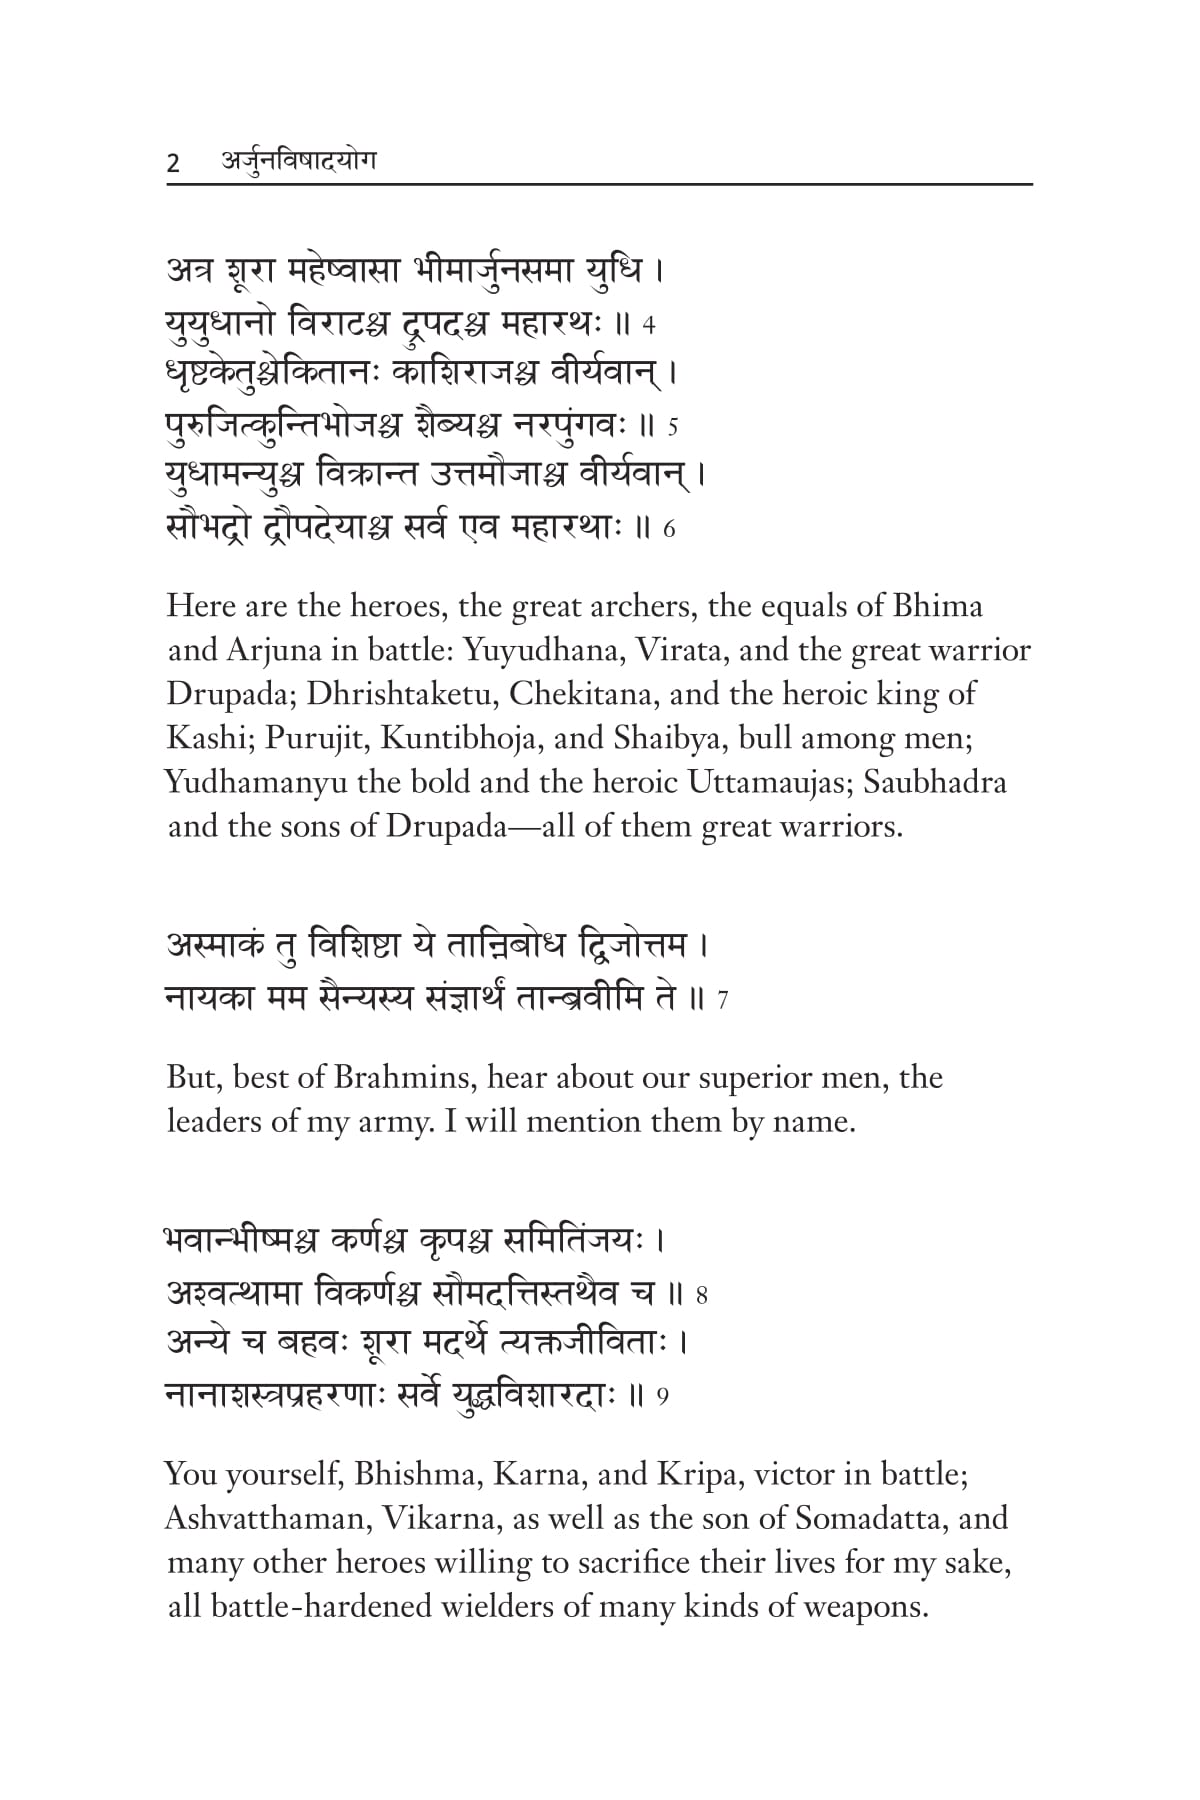 2 अर्जुनविषादयोग
अत्र शूरा महेष्वासा भीमार्जुनसमा युधि ।
युयुधानो विराटश्च द्रुपदश्च महारथः ॥ 4
धृष्टकेतुश्चेकितानः काशिराजश्च वीर्यवान् ।
पुरुजित्कुन्तिभोजश्च शैब्यश्च नरपुंगवः ॥ 5
युधामन्युश्च विक्रान्त उत्तमौजाश्च वीर्यवान् ।
सौभद्रो द्रौपदेयाश्च सर्व एव महारथाः ॥ 6
Here are the heroes, the great archers, the equals of Bhima
and Arjuna in battle: Yuyudhana, Virata, and the great warrior
Drupada; Dhrishtaketu, Chekitana, and the heroic king of
Kashi; Purujit, Kuntibhoja, and Shaibya, bull among men;
Yudhamanyu the bold and the heroic Uttamaujas; Saubhadra
and the sons of Drupada—all of them great warriors.
अस्माकं तु विशिष्टा ये तान्निबोध द्विजोत्तम ।
नायका मम सैन्यस्य संज्ञार्थं तान्ब्रवीमि ते ॥ 7
But, best of Brahmins, hear about our superior men, the
leaders of my army. I will mention them by name.
भवान्भीष्मश्च कर्णश्च कृपश्च समितिंजयः ।
अश्वत्थामा विकर्णश्च सौमदत्तिस्तथैव च ॥ 8
अन्ये च बहवः शूरा मदर्थे त्यक्तजीविताः ।
नानाशस्त्रप्रहरणाः सर्वे युद्धविशारदाः ॥ 9
You yourself, Bhishma, Karna, and Kripa, victor in battle;
Ashvatthaman, Vikarna, as well as the son of Somadatta, and
many other heroes willing to sacrifice their lives for my sake,
all battle-hardened wielders of many kinds of weapons.